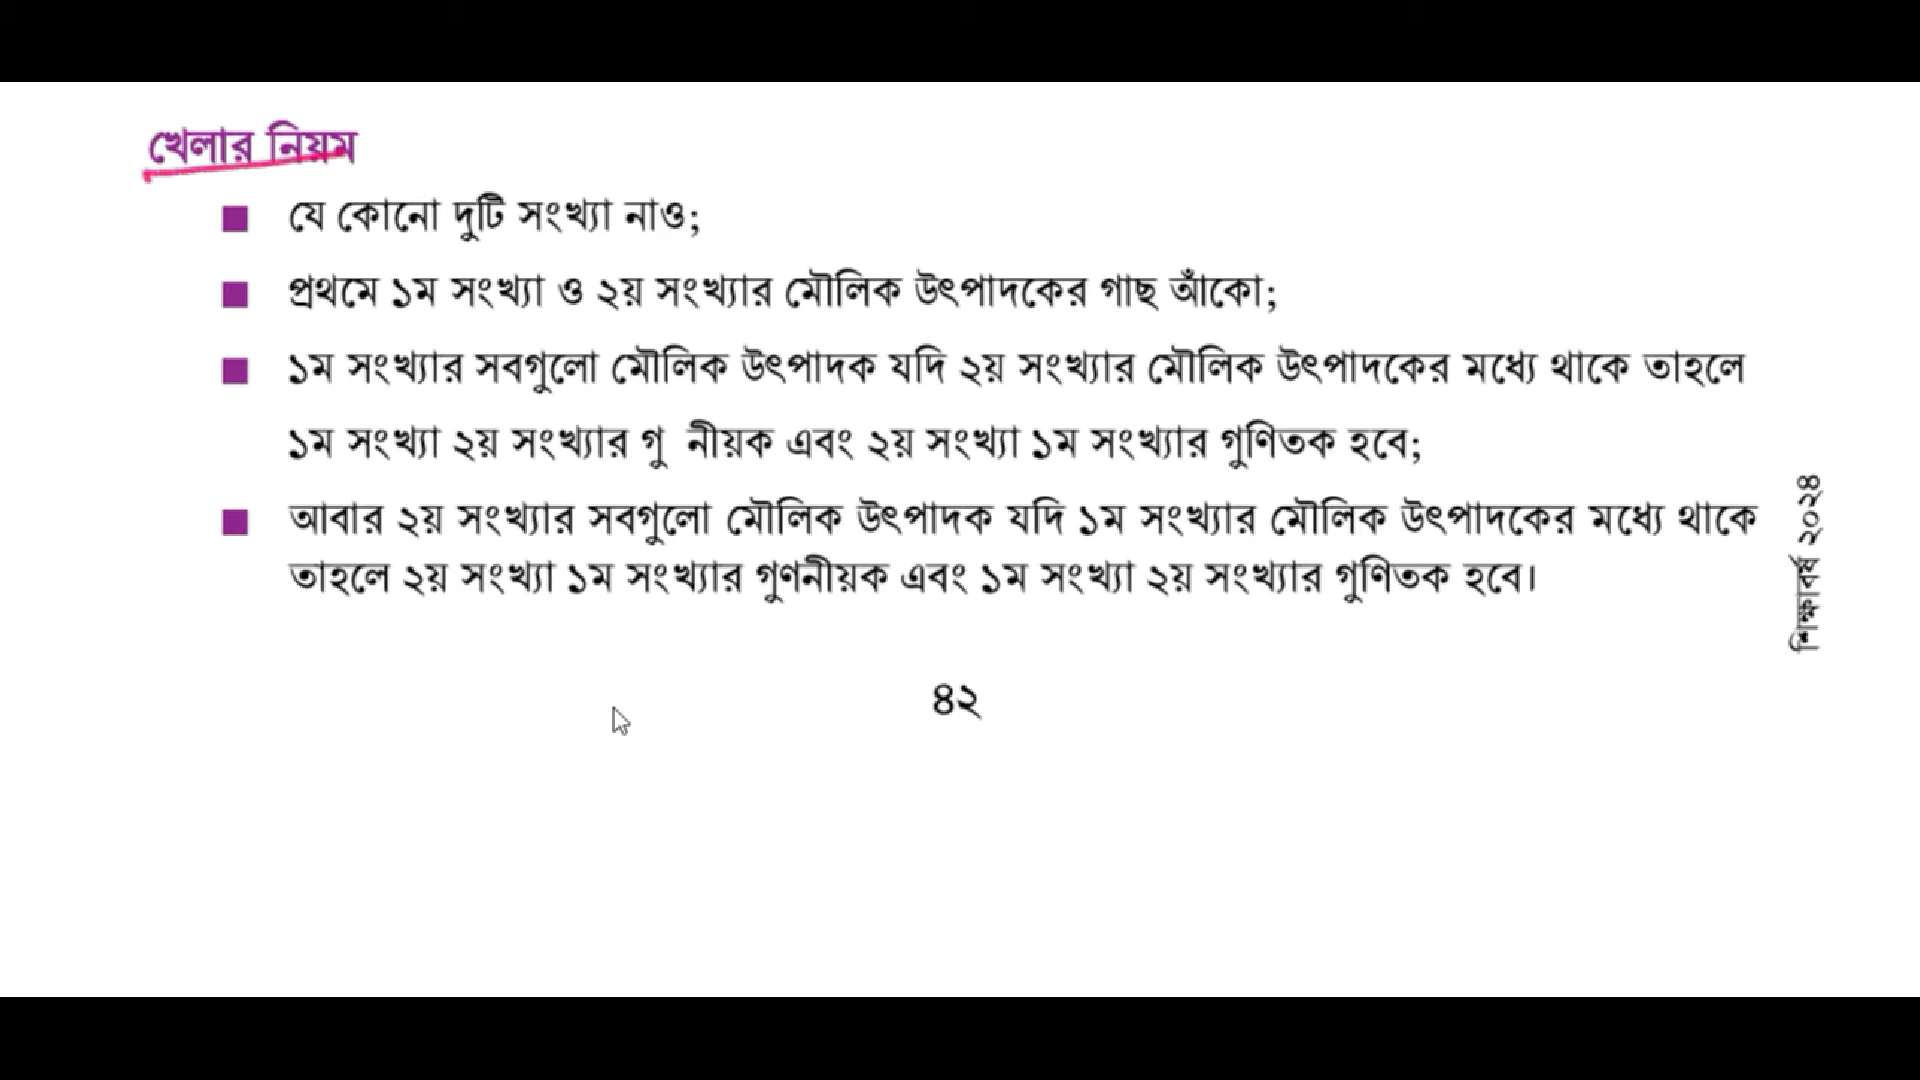 খেলার নিয়ম
যে কোনো দুটি সংখ্যা নাও;
প্রথমে ১ম সংখ্যা ও ২য় সংখ্যার মৌলিক উৎপাদকের গাছ আঁকো;
১ম সংখ্যার সবগুলো মৌলিক উৎপাদক যদি ২য় সংখ্যার মৌলিক উৎপাদকের মধ্যে থাকে তাহলে
১ম সংখ্যা ২য় সংখ্যার গু নীয়ক এবং ২য় সংখ্যা ১ম সংখ্যার গুণিতক হবে;
আবার ২য় সংখ্যার সবগুলো মৌলিক উৎপাদক যদি ১ম সংখ্যার মৌলিক উৎপাদকের মধ্যে থাকে
তাহলে ২য় সংখ্যা ১ম সংখ্যার গুণনীয়ক এবং ১ম সংখ্যা ২য় সংখ্যার গুণিতক হবে।
শিক্ষাবর্ষ ২০২৪
৪২